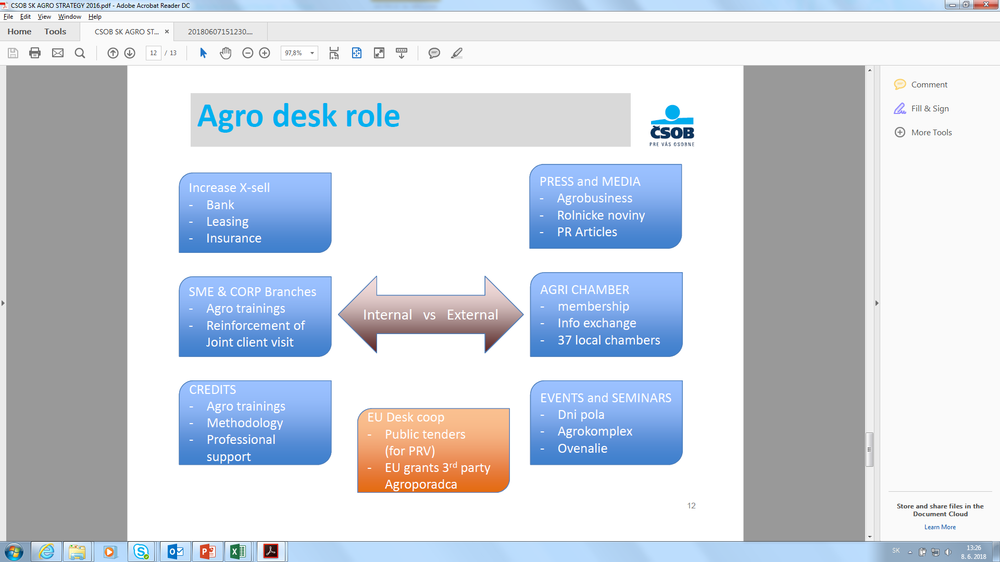 CSOB SK AGRO STRATEGY 2016.pdf - Adobe Acrobat Reader DC
File Edit View Window Help
Home Tools CSOB SK AGRO ST... × 20180607151230....
12 / 13 97,8%
Agro desk role
ČSOB
PRE VÁS OSOBNE
Increase X-sell
- Bank
- Leasing
- Insurance
PRESS and MEDIA
- Agrobusiness
- Rolnicke noviny
- PR Articles
SME & CORP Branches
- Agro trainings
- Reinforcement of
Joint client visit
Internal vs External
AGRI CHAMBER
- membership
- Info exchange
- 37 local chambers
CREDITS
- Agro trainings
- Methodology
- Professional
support
EU Desk coop
- Public tenders
(for PRV)
- EU grants 3rd party
Agroporadca
EVENTS and SEMINARS
- Dni pola
- Agrokomplex
- Ovenalie
12
Comment
Fill & Sign
More Tools
Store and share files in the
Document Cloud
Learn More
SK
13:26
8. 6. 2018